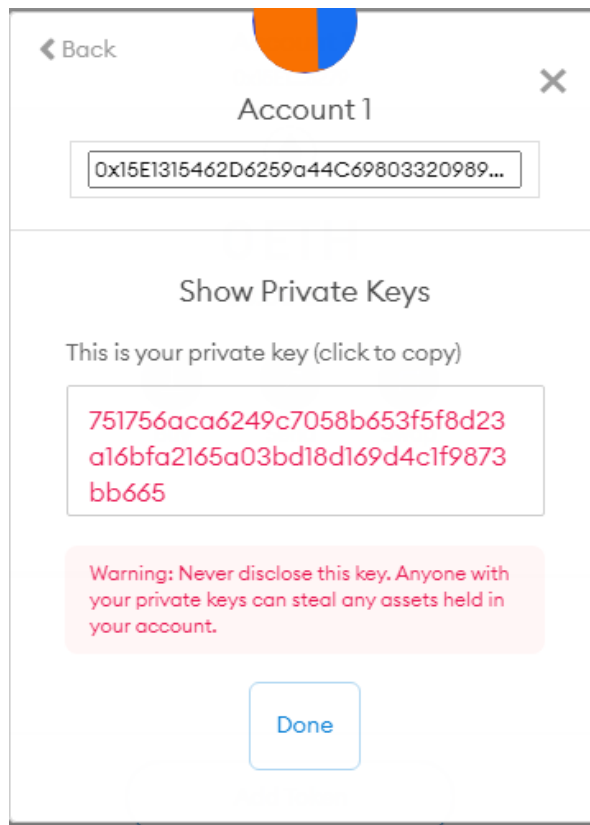 Back
Account 1
0x15E1315462D6259a44C69803320989...
Show Private Keys
This is your private key (click to copy)
751756aca6249c7058b653f5f8d23
a16bfa2165a03bd18d169d4c1f9873
bb665
Warning: Never disclose this key. Anyone with
your private keys can steal any assets held in
your account.
Done